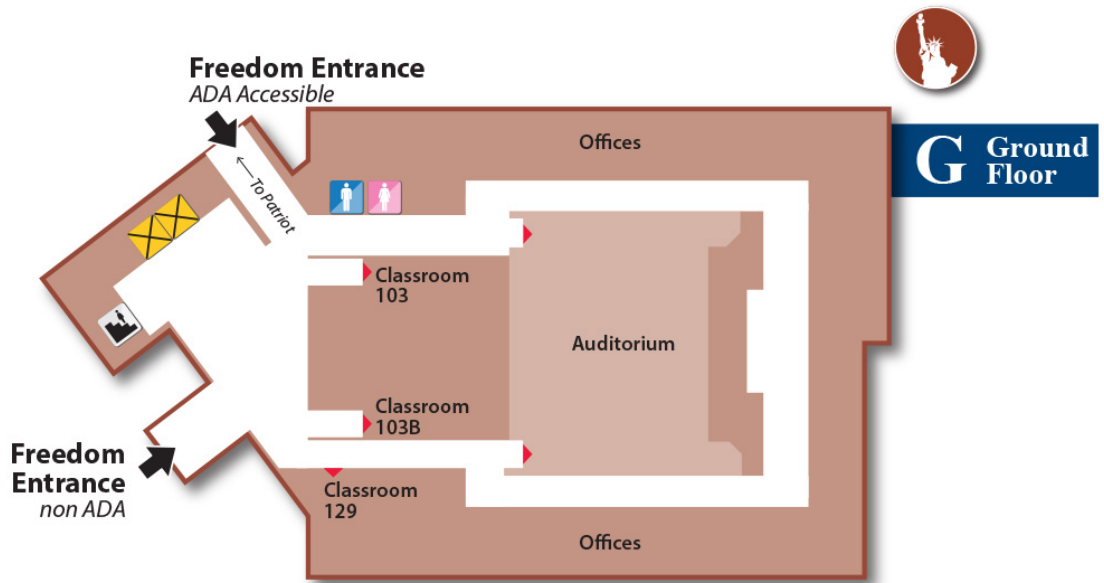 Freedom Entrance
ADA Accessible
Offices
G Ground
Floor
← To Patriot
Classroom
103
Auditorium
Classroom
103B
Freedom
Entrance
non ADA
Classroom
129
Offices